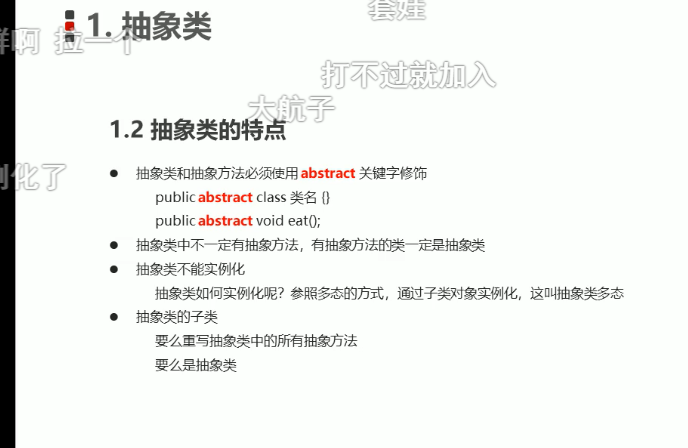 套娃
1. 抽象类
拉一个
打不过就加入
大航子
1.2 抽象类的特点
抽象类和抽象方法必须使用 abstract 关键字修饰
public abstract class 类名 {}
public abstract void eat();
抽象类中不一定有抽象方法，有抽象方法的类一定是抽象类
抽象类不能实例化
抽象类如何实例化呢？参照多态的方式，通过子类对象实例化，这叫抽象类多态
抽象类的子类
要么重写抽象类中的所有抽象方法
要么是抽象类